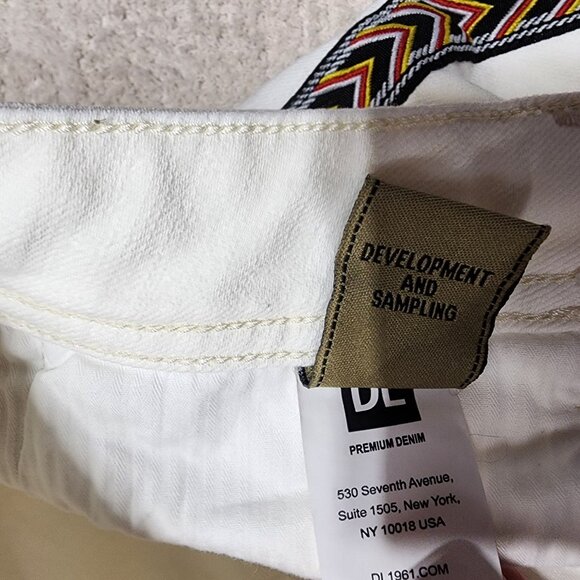 DEVELOPMENT
AND
SAMPLING
DL
PREMIUM DENIM
530 Seventh Avenue,
Suite 1505, New York,
NY 10018 USA
DL1961.COM